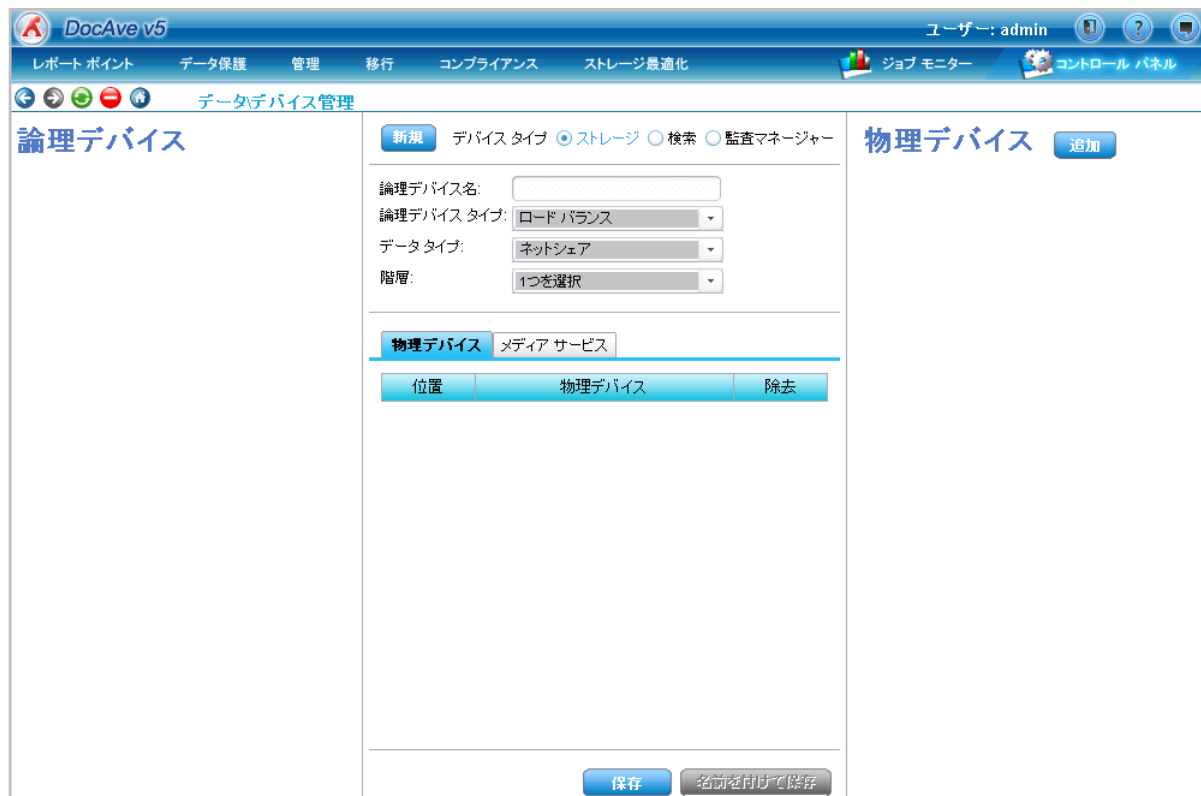 DocAve v5
ユーザー: admin
レポート ポイント データ保護 管理 移行 コンプライアンス ストレージ最適化 ジョブ モニター コントロール パネル
データ\デバイス管理
論理デバイス
新規 デバイス タイプ ストレージ 検索 監査マネージャー
論理デバイス名:
論理デバイス タイプ: ロード バランス
データ タイプ: ネットシェア
階層: 1つを選択
物理デバイス メディア サービス
位置 物理デバイス 除去
保存 名前を付けて保存
物理デバイス 追加